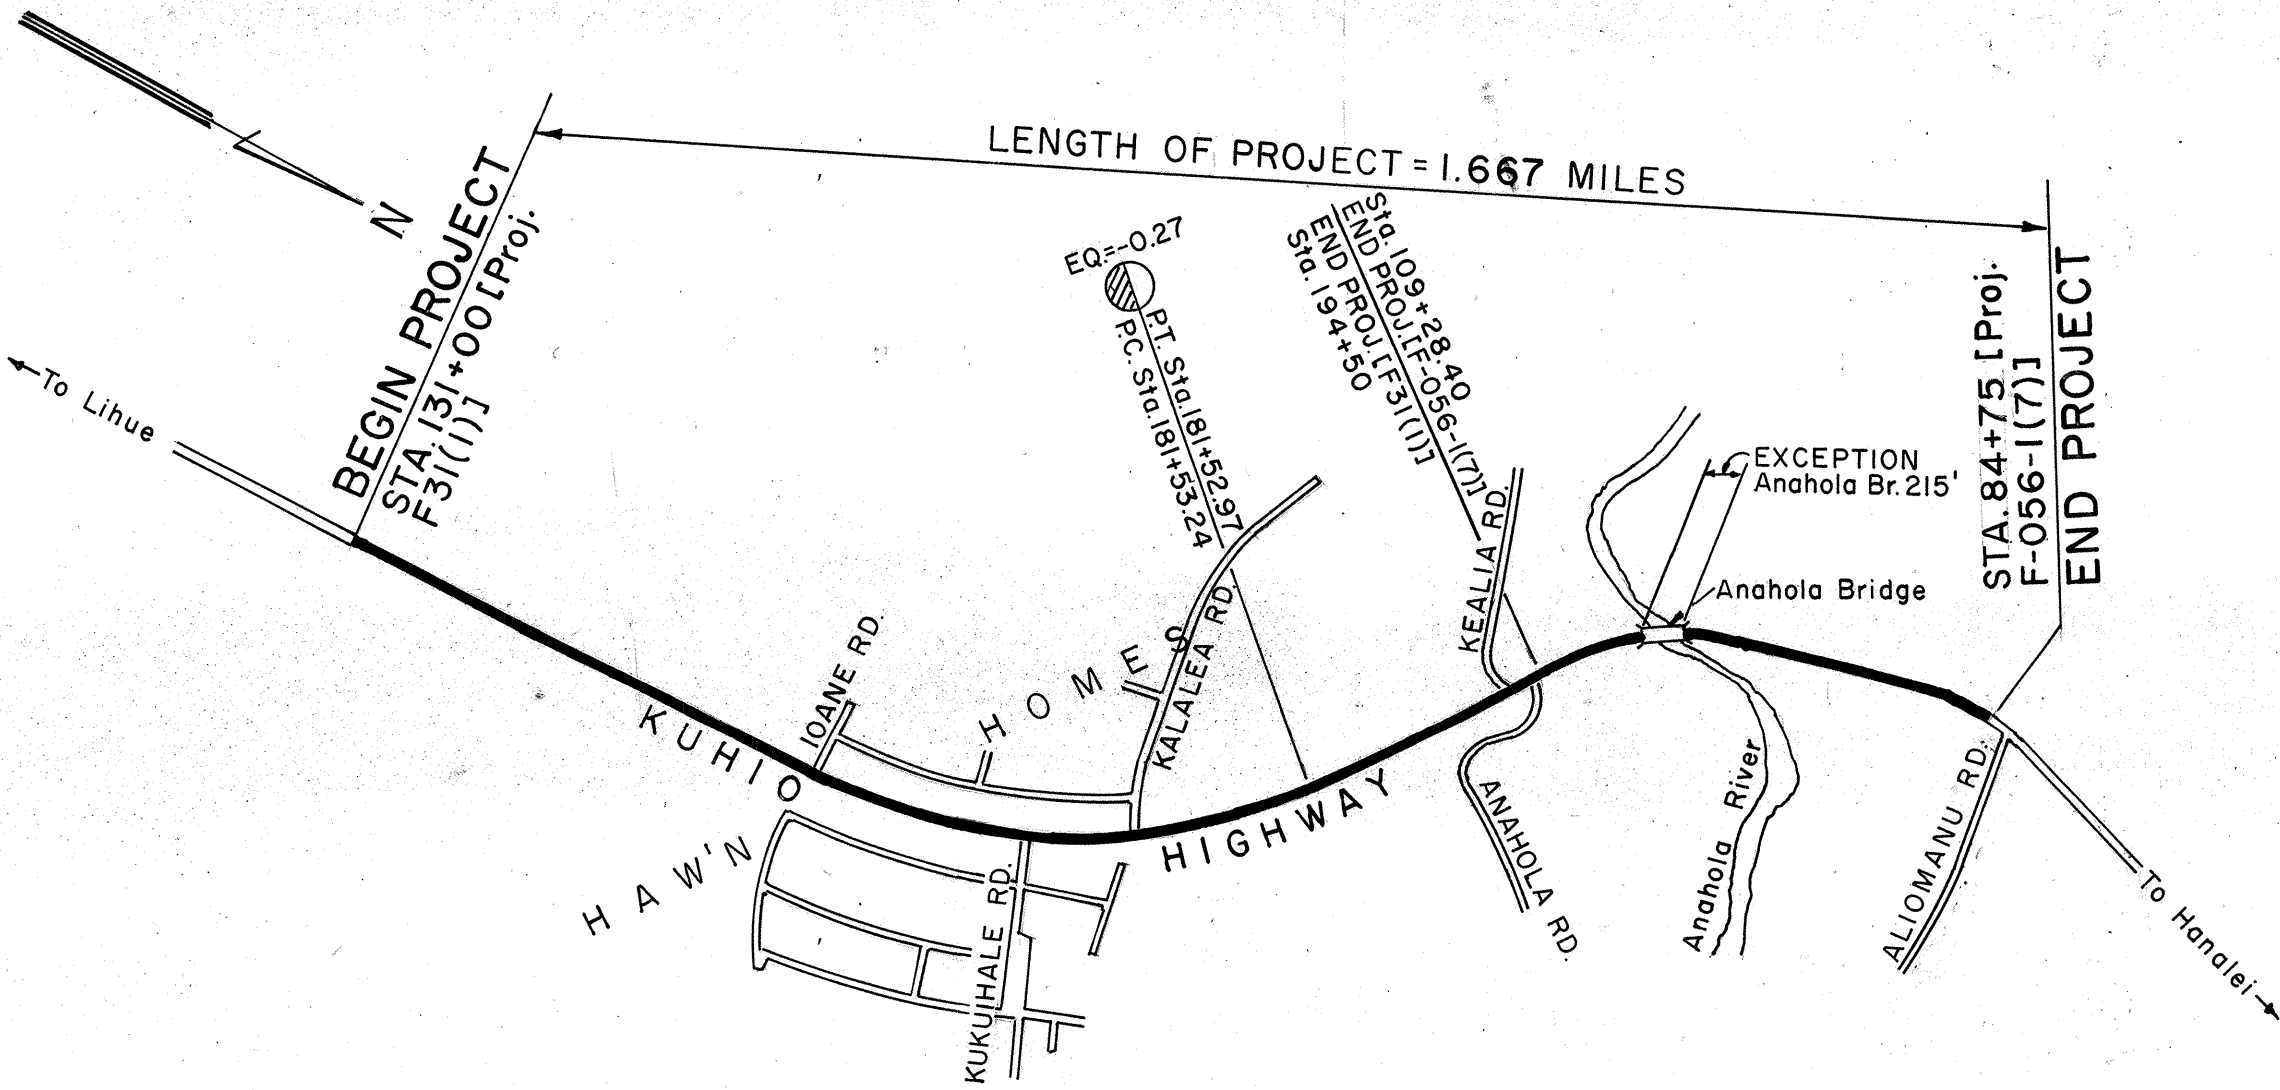 N
LENGTH OF PROJECT = 1.667 MILES
BEGIN PROJECT
STA. 131+00 [Proj.
F31(1)]
To Lihue
EQ.=-0.27
P.T. Sta. 181+52.97
P.C. Sta. 181+53.24
Sta. 109+28.40
END PROJ. [F-056-1(7)]
END PROJ. [F31(1)]
Sta. 194+50
EXCEPTION
Anahola Br. 215'
Anahola Bridge
STA. 84+75 [Proj.
F-056-1(7)]
END PROJECT
KEALIA RD.
IOANE RD.
KALALEA RD.
HAW'N HOMES
KUHIO HIGHWAY
KUKUIHALE RD.
ANAHOLA RD.
Anahola River
ALIOMANU RD.
To Hanalei